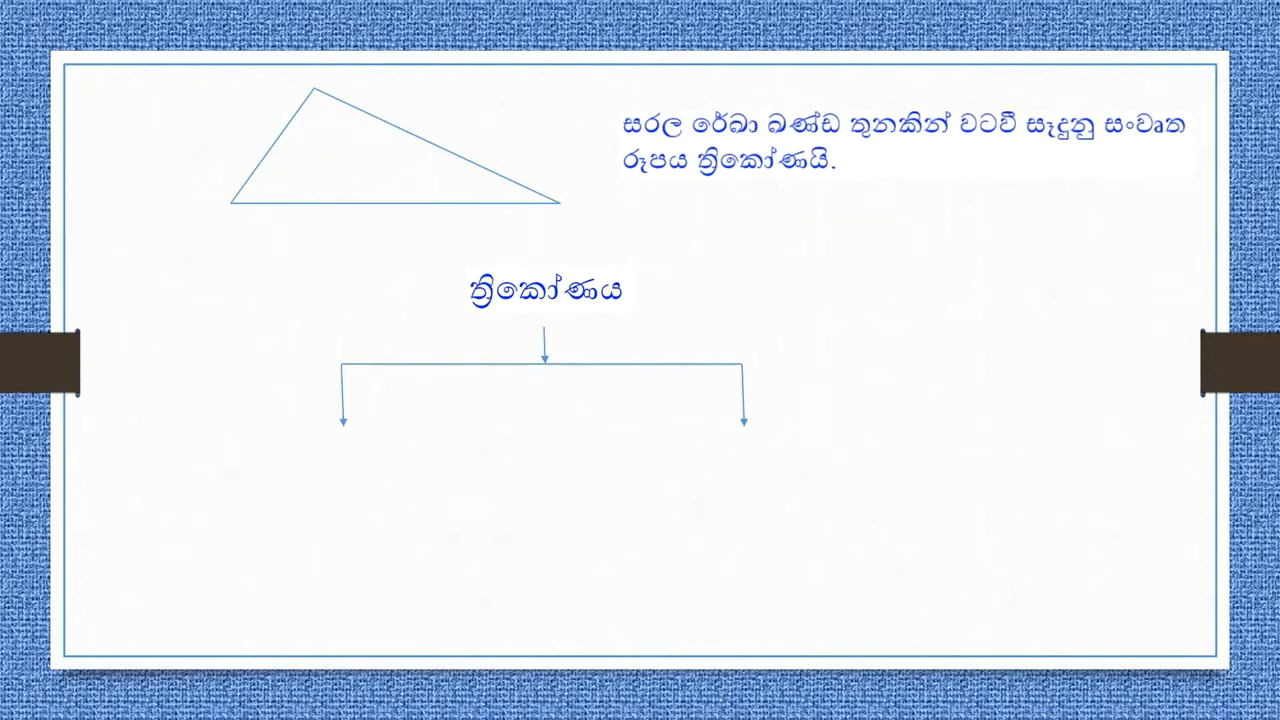 සරල රේඛා ඛණ්ඩ තුනකින් වටවී සෑදුනු සංවෘත
රූපය ත්‍රිකෝණයි.
ත්‍රිකෝණය